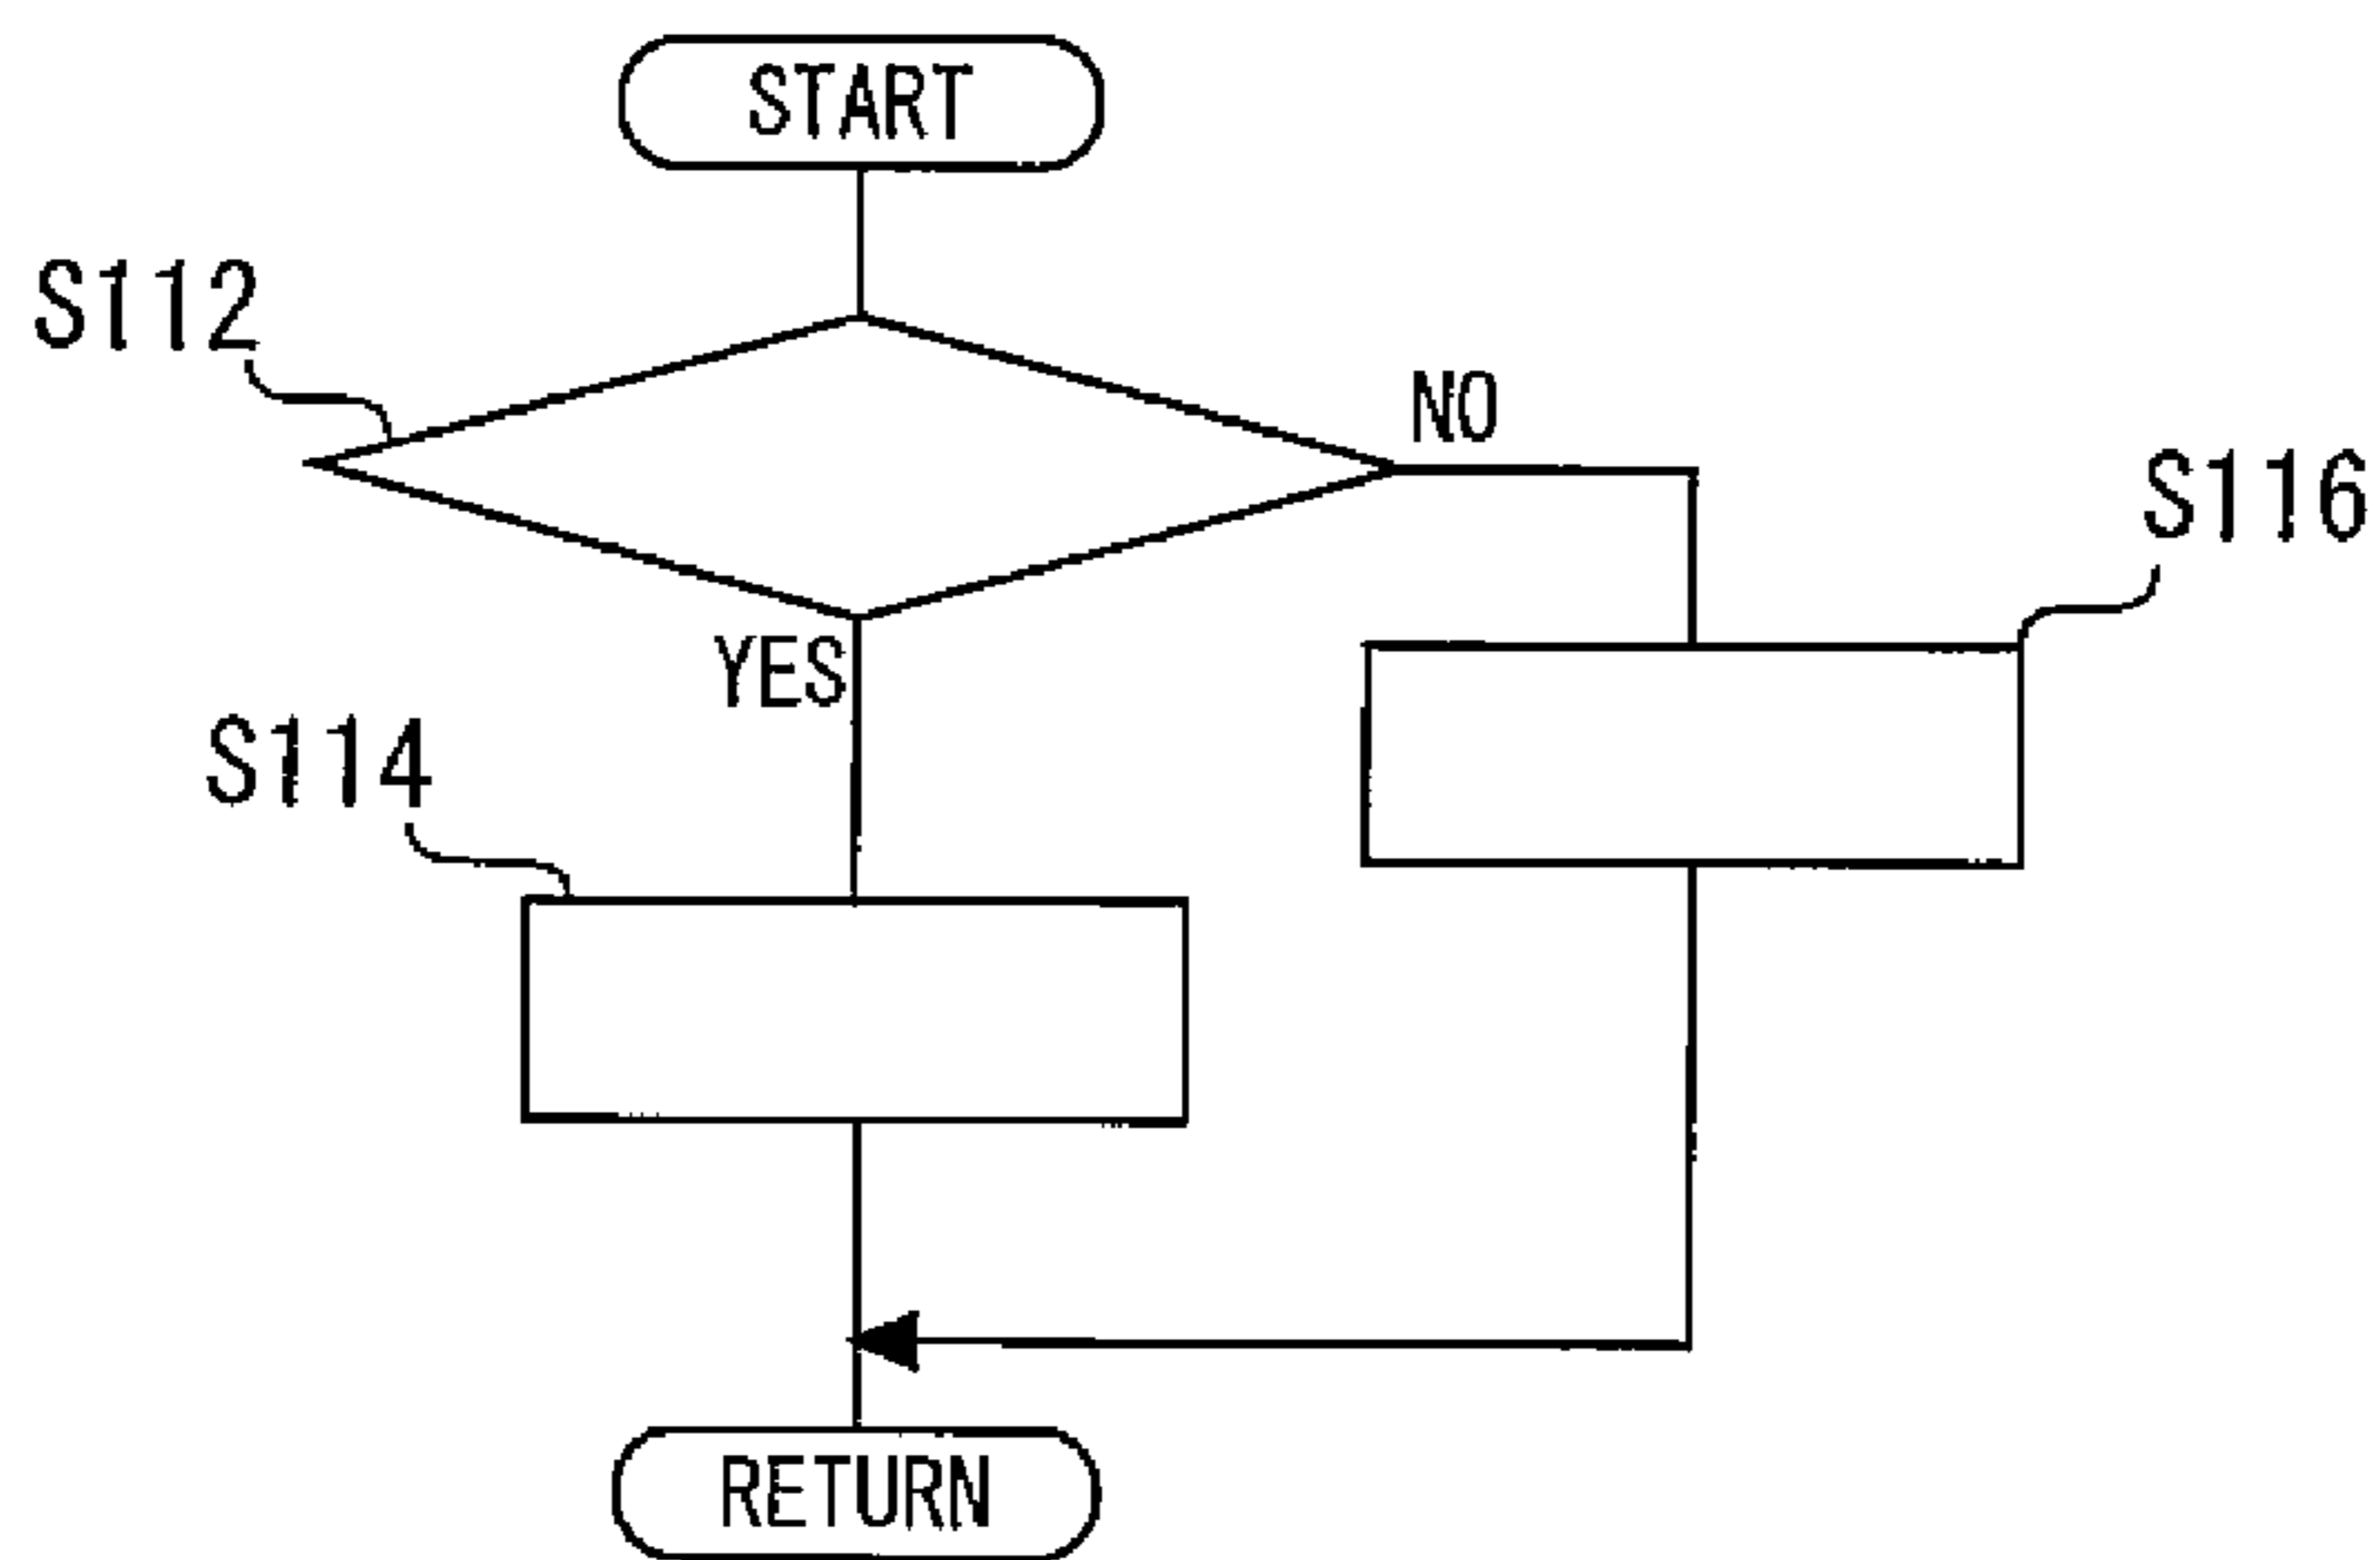 START
S112
NO
S116
YES
S114
RETURN